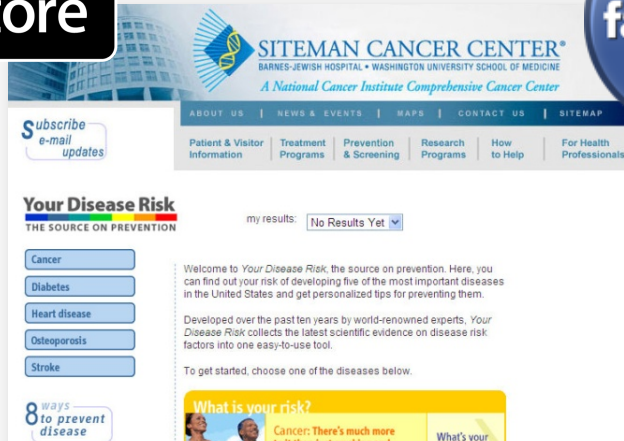 ore
fa
SITEMAN CANCER CENTER®
BARNES-JEWISH HOSPITAL • WASHINGTON UNIVERSITY SCHOOL OF MEDICINE
A National Cancer Institute Comprehensive Cancer Center
ABOUT US | NEWS & EVENTS | MAPS | CONTACT US | SITEMAP
Subscribe
e-mail
updates
Patient & Visitor Information
Treatment Programs
Prevention & Screening
Research Programs
How to Help
For Health Professionals
Your Disease Risk
THE SOURCE ON PREVENTION
my results: No Results Yet
Cancer
Diabetes
Heart disease
Osteoporosis
Stroke
8 ways
to prevent
disease
Welcome to Your Disease Risk, the source on prevention. Here, you
can find out your risk of developing five of the most important diseases
in the United States and get personalized tips for preventing them.
Developed over the past ten years by world-renowned experts, Your
Disease Risk collects the latest scientific evidence on disease risk
factors into one easy-to-use tool.
To get started, choose one of the diseases below.
What is your risk?
Cancer: There's much more
What's your